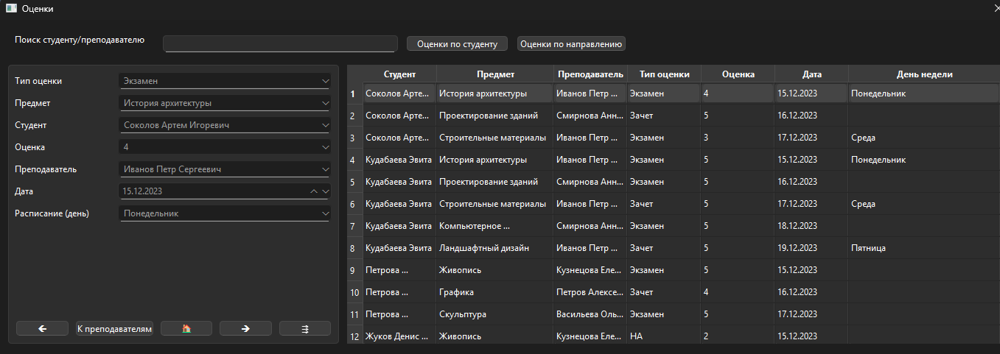 Оценки
Поиск студенту/преподавателю
Оценки по студенту
Оценки по направлению
Тип оценки Экзамен
Предмет История архитектуры
Студент Соколов Артем Игоревич
Оценка 4
Преподаватель Иванов Петр Сергеевич
Дата 15.12.2023
Расписание (день) Понедельник
К преподавателям
Студент Предмет Преподаватель Тип оценки Оценка Дата День недели
1 Соколов Арте... История архитектуры Иванов Петр ... Экзамен 4 15.12.2023 Понедельник
2 Соколов Арте... Проектирование зданий Смирнова Анн... Зачет 5 16.12.2023
3 Соколов Арте... Строительные материалы Иванов Петр ... Экзамен 3 17.12.2023 Среда
4 Кудабаева Эвита История архитектуры Иванов Петр ... Экзамен 5 15.12.2023 Понедельник
5 Кудабаева Эвита Проектирование зданий Смирнова Анн... Экзамен 5 16.12.2023
6 Кудабаева Эвита Строительные материалы Иванов Петр ... Зачет 5 17.12.2023 Среда
7 Кудабаева Эвита Компьютерное ... Смирнова Анн... Экзамен 5 18.12.2023
8 Кудабаева Эвита Ландшафтный дизайн Иванов Петр ... Зачет 5 19.12.2023 Пятница
9 Петрова ... Живопись Кузнецова Еле... Экзамен 5 15.12.2023
10 Петрова ... Графика Петров Алексе... Зачет 4 16.12.2023
11 Петрова ... Скульптура Васильева Оль... Экзамен 5 17.12.2023
12 Жуков Денис ... Живопись Кузнецова Еле... НА 2 15.12.2023